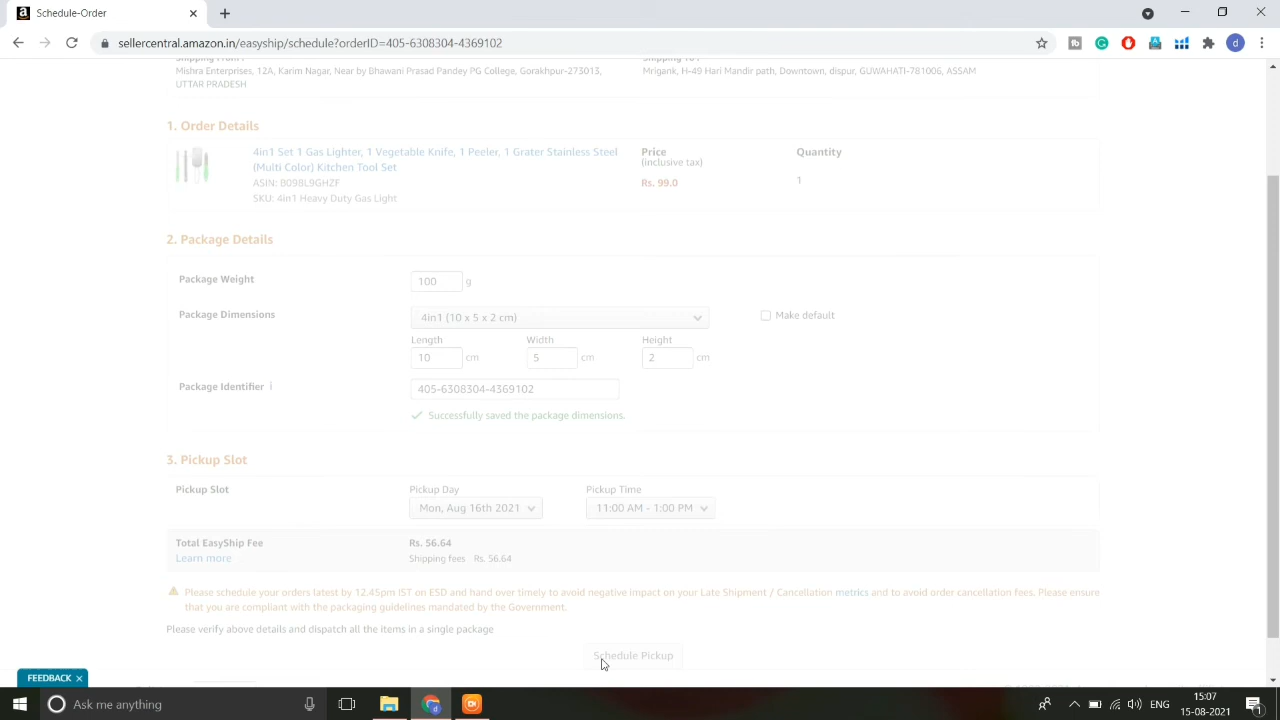 Schedule-Order
sellercentral.amazon.in/easyship/schedule?orderID=405-6308304-4369102
Shipping From : Shipping To :
Mishra Enterprises, 12A, Karim Nagar, Near by Bhawani Prasad Pandey PG College, Gorakhpur-273013, Mrigank, H-49 Hari Mandir path, Downtown, dispur, GUWAHATI-781006, ASSAM
UTTAR PRADESH
1. Order Details
4in1 Set 1 Gas Lighter, 1 Vegetable Knife, 1 Peeler, 1 Grater Stainless Steel Price Quantity
(Multi Color) Kitchen Tool Set (inclusive tax)
ASIN: B098L9GHZF Rs. 99.0 1
SKU: 4in1 Heavy Duty Gas Light
2. Package Details
Package Weight 100 g
Package Dimensions 4in1 (10 x 5 x 2 cm) Make default
Length Width Height
10 cm 5 cm 2 cm
Package Identifier i 405-6308304-4369102
Successfully saved the package dimensions.
3. Pickup Slot
Pickup Slot Pickup Day Pickup Time
Mon, Aug 16th 2021 11:00 AM - 1:00 PM
Total EasyShip Fee Rs. 56.64
Learn more Shipping fees Rs. 56.64
Please schedule your orders latest by 12.45pm IST on ESD and hand over timely to avoid negative impact on your Late Shipment / Cancellation metrics and to avoid order cancellation fees. Please ensure
that you are compliant with the packaging guidelines mandated by the Government.
Please verify above details and dispatch all the items in a single package
Schedule Pickup
FEEDBACK
Ask me anything ENG 15:07
15-08-2021